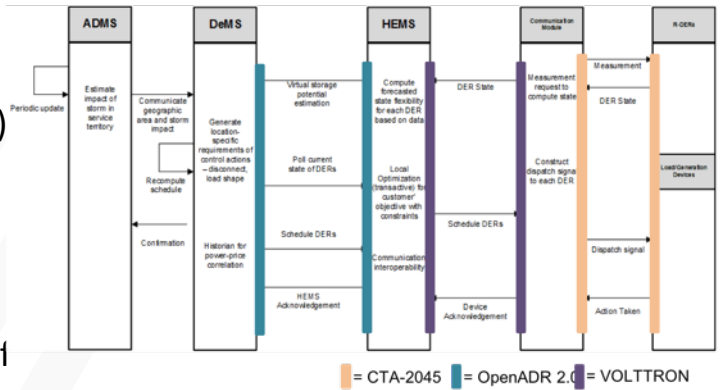 ADMS
DeMS
HEMS
Communication
Module
R-DERs
Periodic update
Estimate
impact of
storm in
service
territory
Communicate
geographic
area and storm
impact
Generate
location-
specific
requirements of
control actions
– disconnect,
load shape
Recompute
schedule
Confirmation
Historian for
power-price
correlation
Virtual storage
potential
estimation
Poll current
state of DERs
Schedule DERs
HEMS
Acknowledgement
Compute
forecasted
state flexibility
for each DER
based on data
Local
Optimization
(transactive) for
customer'
objective with
constraints
Communication
interoperability
DER State
Schedule DERs
Device
Acknowledgement
Measurement
request to
compute state
Construct
dispatch signal
to each DER
Measurement
DER State
Load/Generation
Devices
Dispatch signal
Action Taken
)
f
= CTA-2045
= OpenADR 2.0
= VOLTTRON